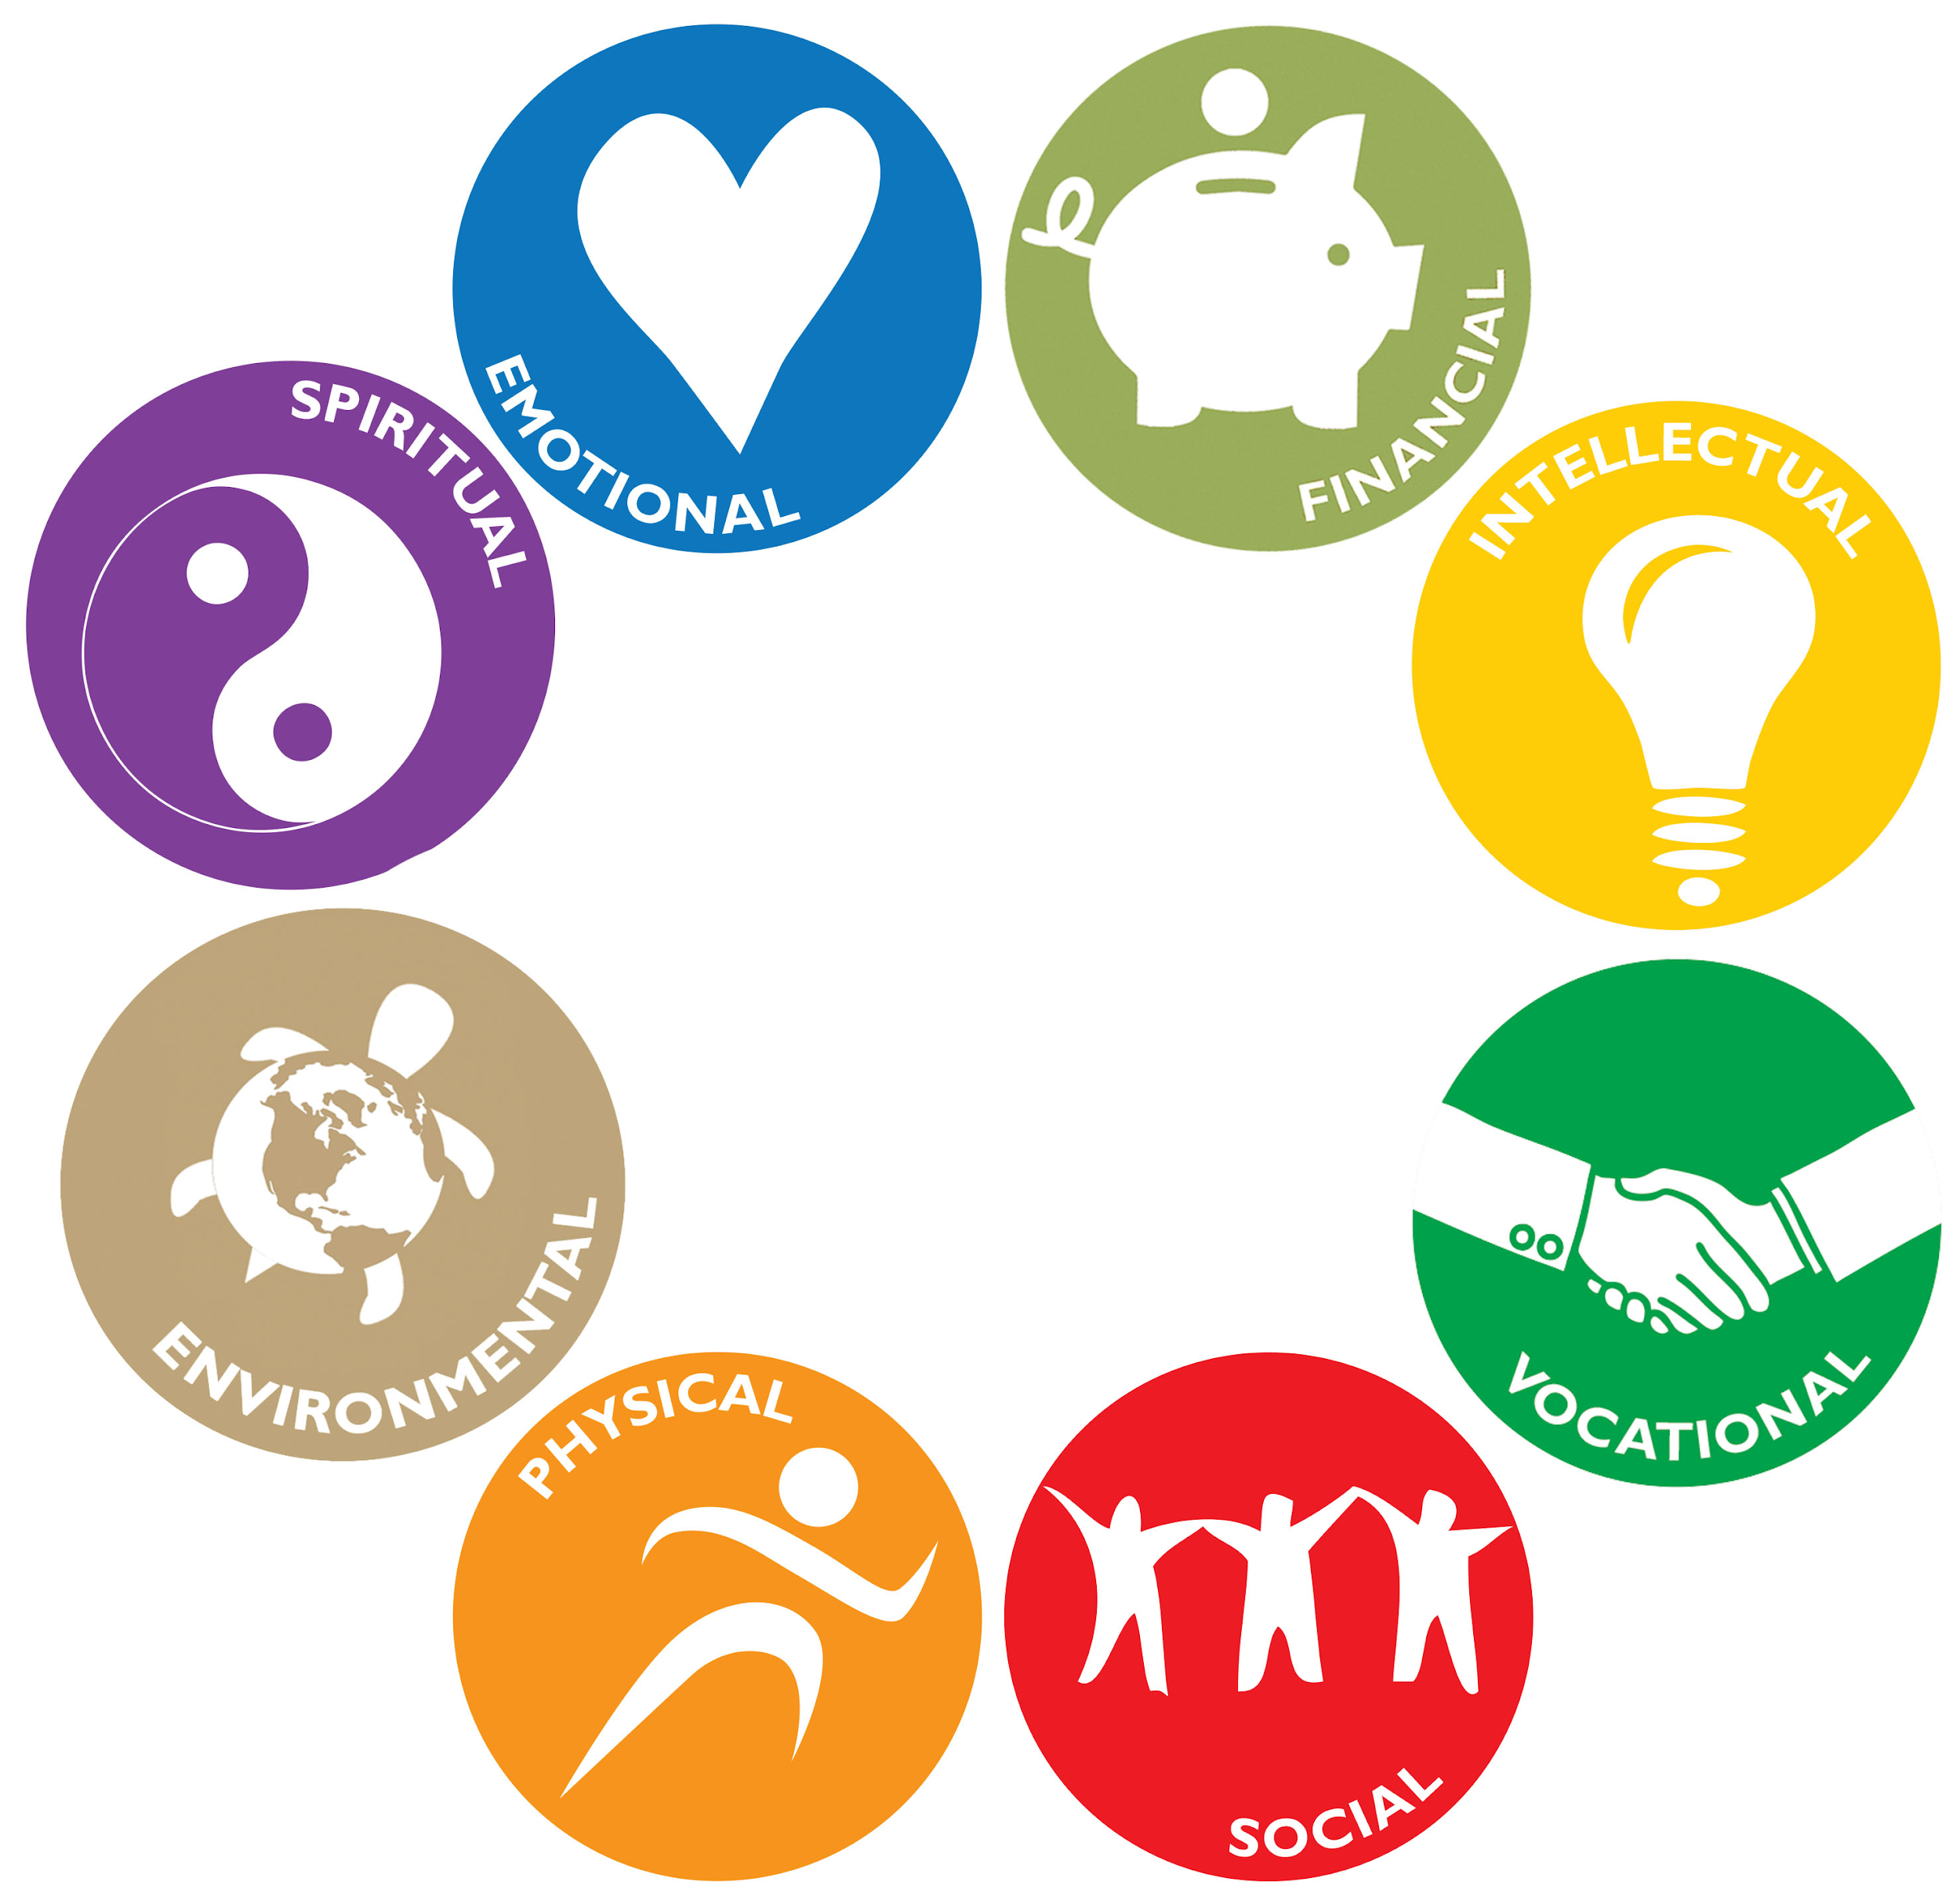 EMOTIONAL
FINANCIAL
SPIRITUAL
INTELLECTUAL
ENVIRONMENTAL
VOCATIONAL
PHYSICAL
SOCIAL